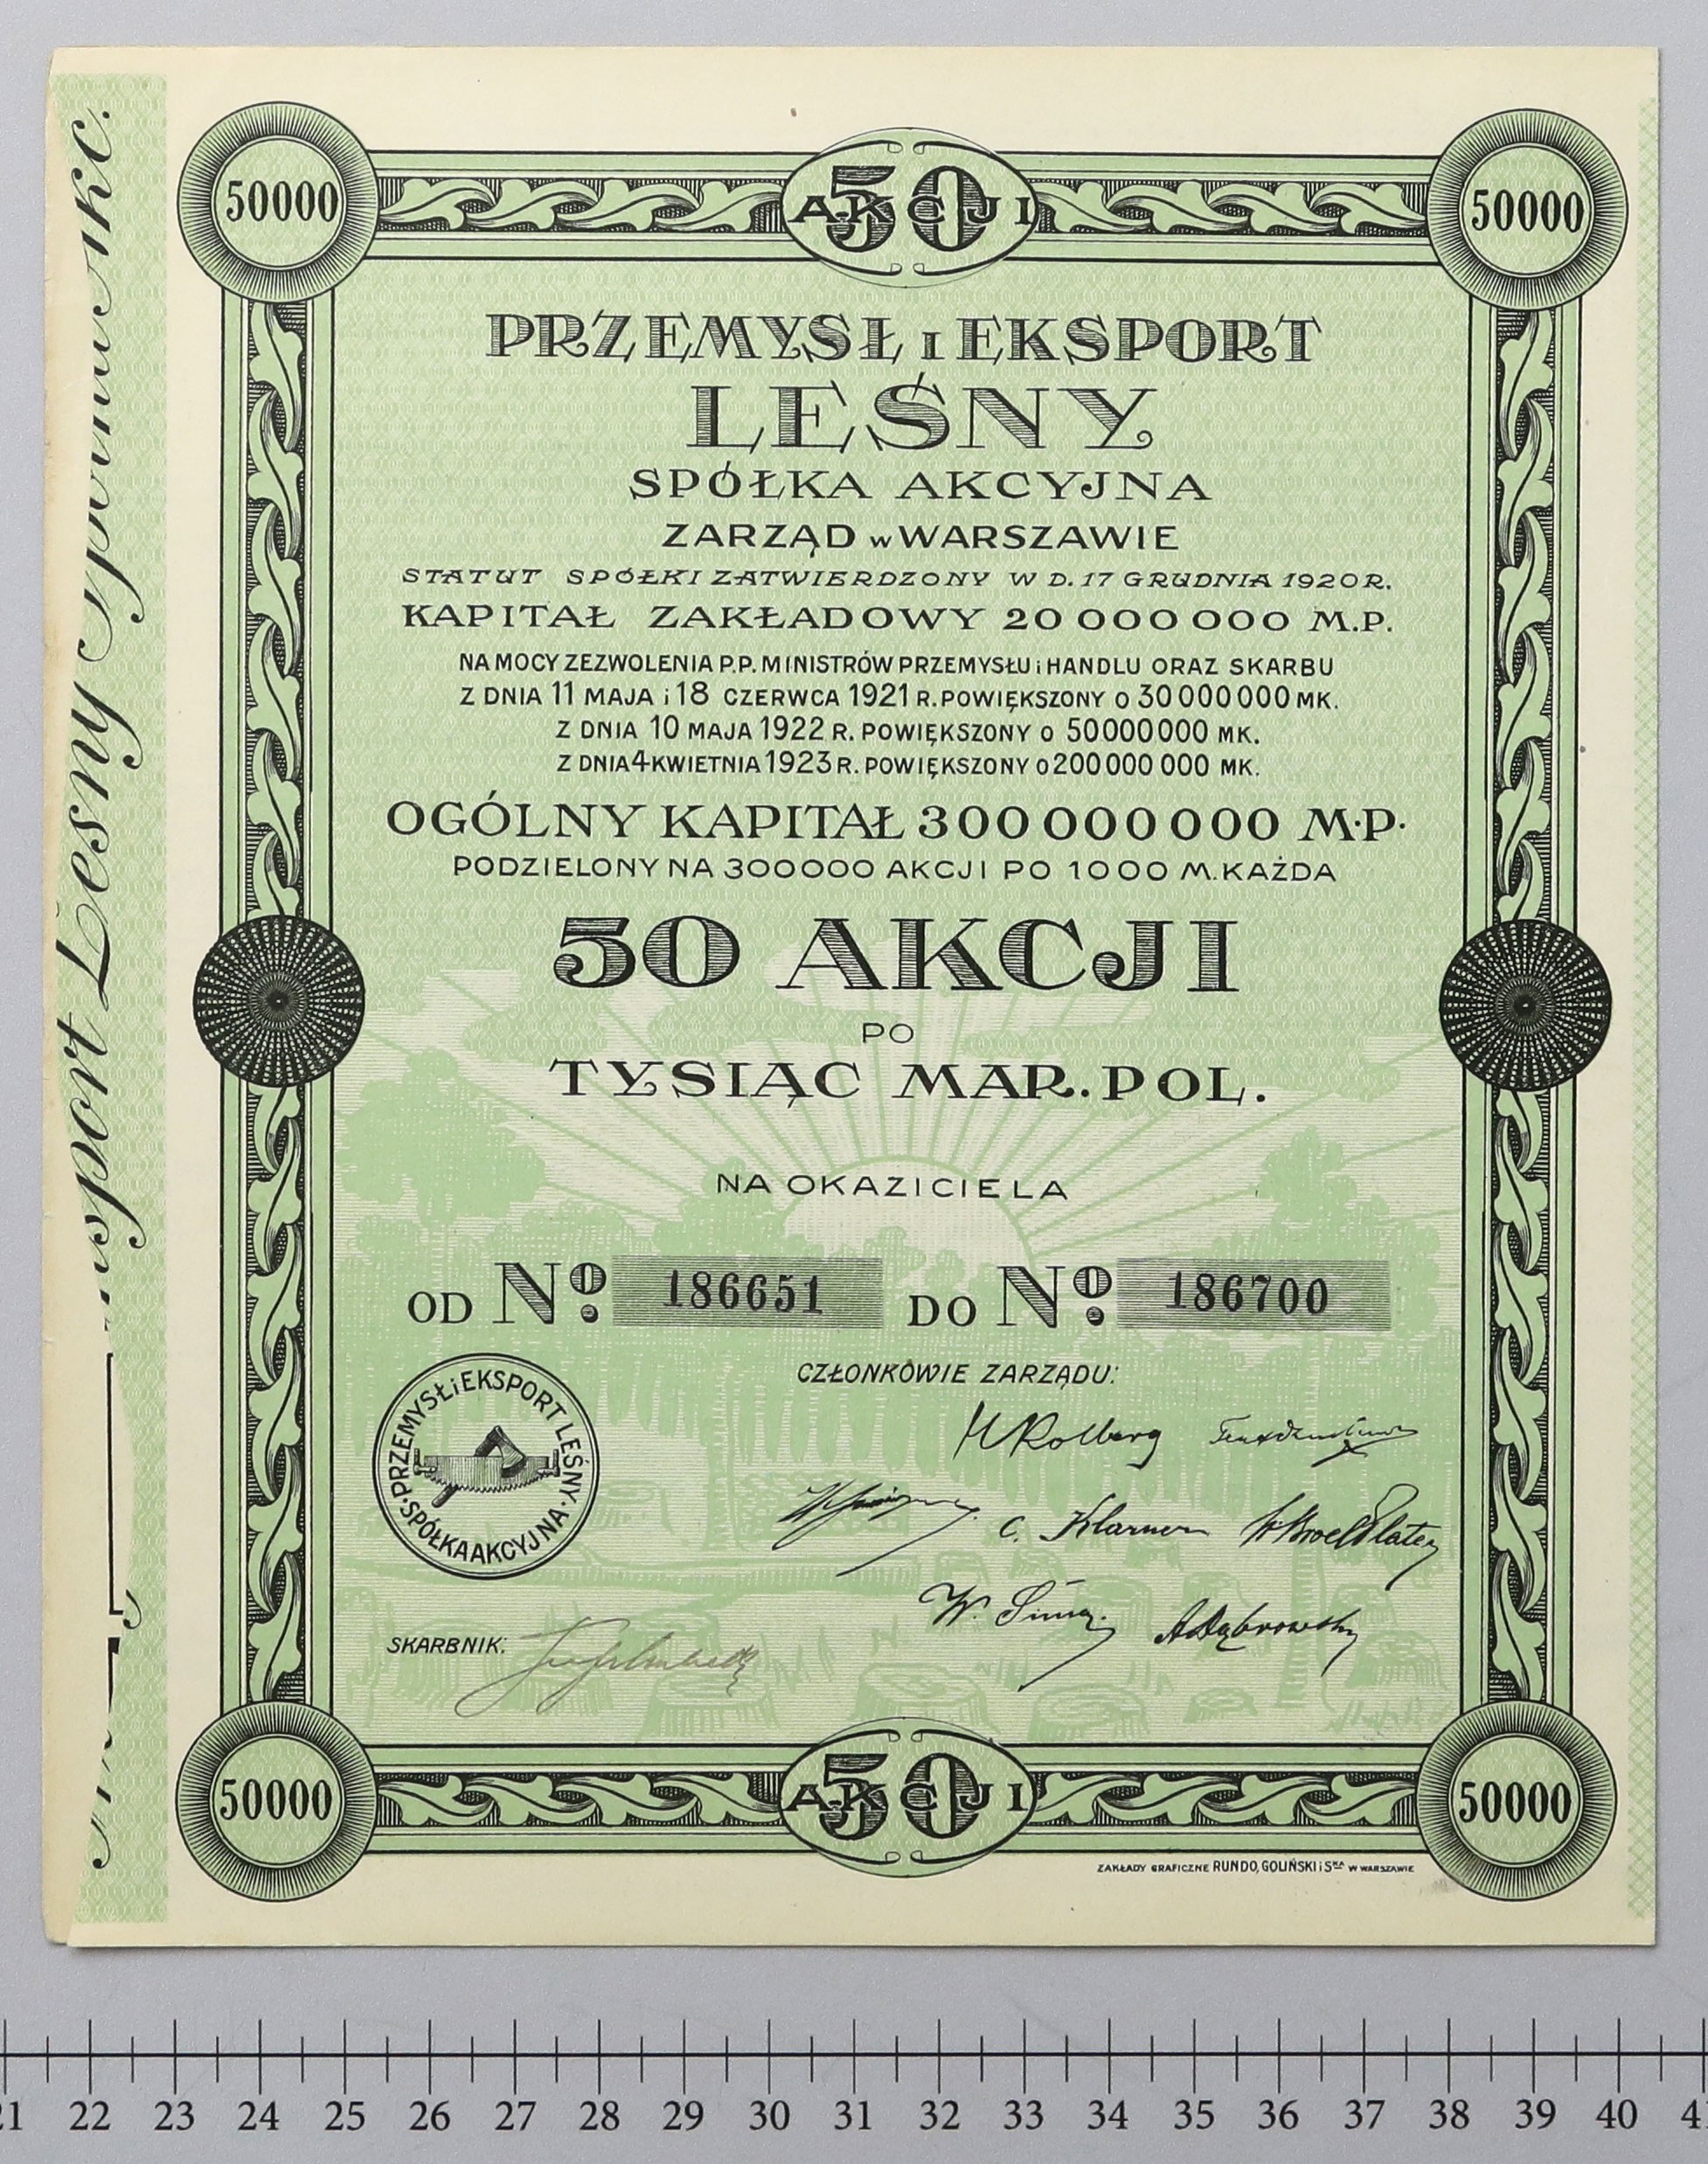 50000
50 AKCJI
50000
PRZEMYSŁ I EKSPORT
LEŚNY
SPÓŁKA AKCYJNA
ZARZĄD w WARSZAWIE
STATUT SPÓŁKI ZATWIERDZONY W D. 17 GRUDNIA 1920 R.
KAPITAŁ ZAKŁADOWY 20 000 000 M.P.
NA MOCY ZEZWOLENIA P.P. MINISTRÓW PRZEMYSŁU i HANDLU ORAZ SKARBU
Z DNIA 11 MAJA i 18 CZERWCA 1921 R. POWIĘKSZONY O 30 000 000 MK.
Z DNIA 10 MAJA 1922 R. POWIĘKSZONY O 50 000 000 MK.
Z DNIA 4 KWIETNIA 1923 R. POWIĘKSZONY O 200 000 000 MK.
OGÓLNY KAPITAŁ 300 000 000 M.P.
PODZIELONY NA 300000 AKCJI PO 1000 M. KAŻDA
50 AKCJI
PO
TYSIĄC MAR. POL.
NA OKAZICIELA
OD No. 186651 DO No. 186700
CZŁONKOWIE ZARZĄDU:
PRZEMYSŁ i EKSPORT LEŚNY · SPÓŁKA AKCYJNA ·
C. Klarner
A Dąbrowski
SKARBNIK:
50000
50 AKCJI
50000
ZAKŁADY GRAFICZNE RUNDO, GOLIŃSKI i SKA W WARSZAWIE
Leśny
21 22 23 24 25 26 27 28 29 30 31 32 33 34 35 36 37 38 39 40 41